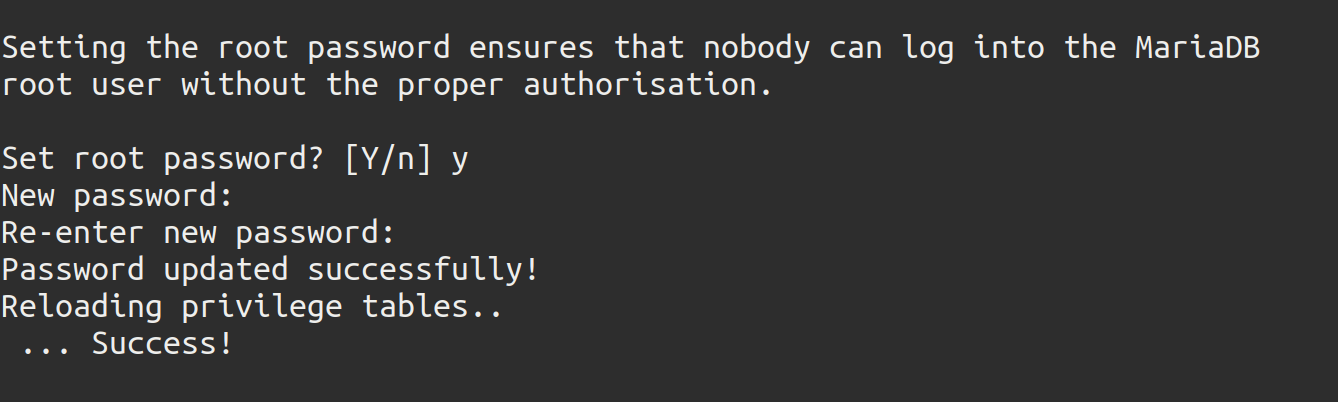 Setting the root password ensures that nobody can log into the MariaDB
root user without the proper authorisation.
Set root password? [Y/n] y
New password:
Re-enter new password:
Password updated successfully!
Reloading privilege tables..
 ... Success!